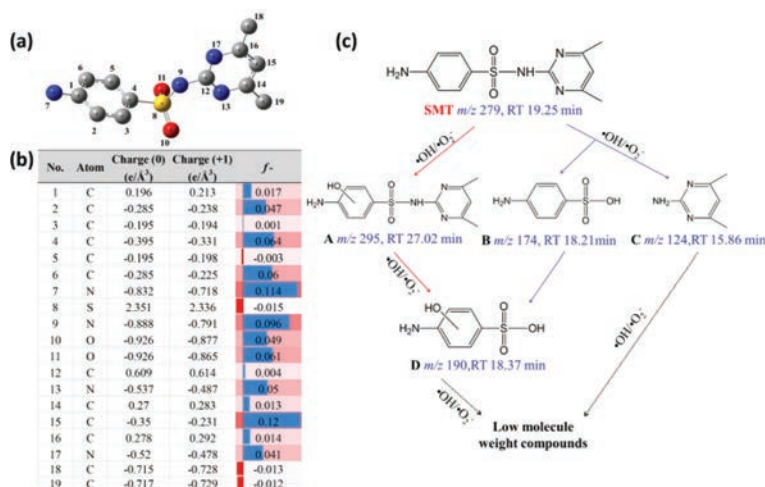 (a)
18
17
16
5
11
9
15
6
4
12
14
1
8
13
19
7
2
3
10
(b)
No. Atom Charge (0) (e/Å³) Charge (+1) (e/Å³) f-
1 C 0.196 0.213 0.017
2 C -0.285 -0.238 0.047
3 C -0.195 -0.194 0.001
4 C -0.395 -0.331 0.064
5 C -0.195 -0.198 -0.003
6 C -0.285 -0.225 0.06
7 N -0.832 -0.718 0.114
8 S 2.351 2.336 -0.015
9 N -0.888 -0.791 0.096
10 O -0.926 -0.877 0.049
11 O -0.926 -0.865 0.061
12 C 0.609 0.614 0.004
13 N -0.537 -0.487 0.05
14 C 0.27 0.283 0.013
15 C -0.35 -0.231 0.12
16 C 0.278 0.292 0.014
17 N -0.52 -0.478 0.041
18 C -0.715 -0.728 -0.013
19 C -0.717 -0.729 -0.012
(c)
H₂N O S O NH N N
SMT m/z 279, RT 19.25 min
•OH/•O₂⁻
•OH/•O₂⁻
HO H₂N O S O NH N N
H₂N O S O OH
H₂N N N
A m/z 295, RT 27.02 min
B m/z 174, RT 18.21min
C m/z 124,RT 15.86 min
•OH/•O₂⁻
•OH/•O₂⁻
HO H₂N O S O OH
D m/z 190,RT 18.37 min
•OH/•O₂⁻
Low molecule
weight compounds